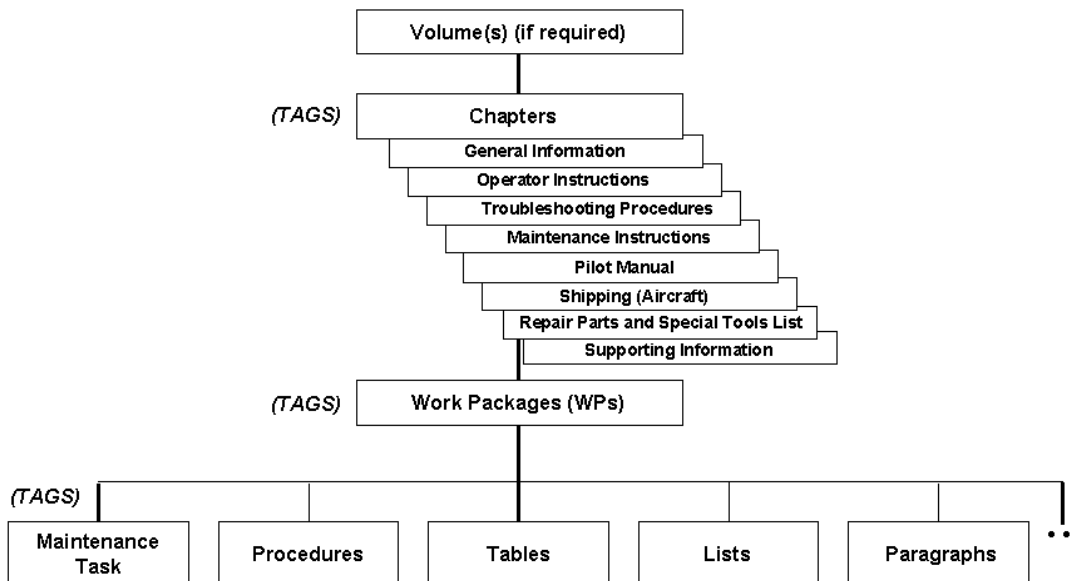 Volume(s) (if required)
(TAGS)
Chapters
General Information
Operator Instructions
Troubleshooting Procedures
Maintenance Instructions
Pilot Manual
Shipping (Aircraft)
Repair Parts and Special Tools List
Supporting Information
(TAGS)
Work Packages (WPs)
(TAGS)
Maintenance
Task
Procedures
Tables
Lists
Paragraphs
..